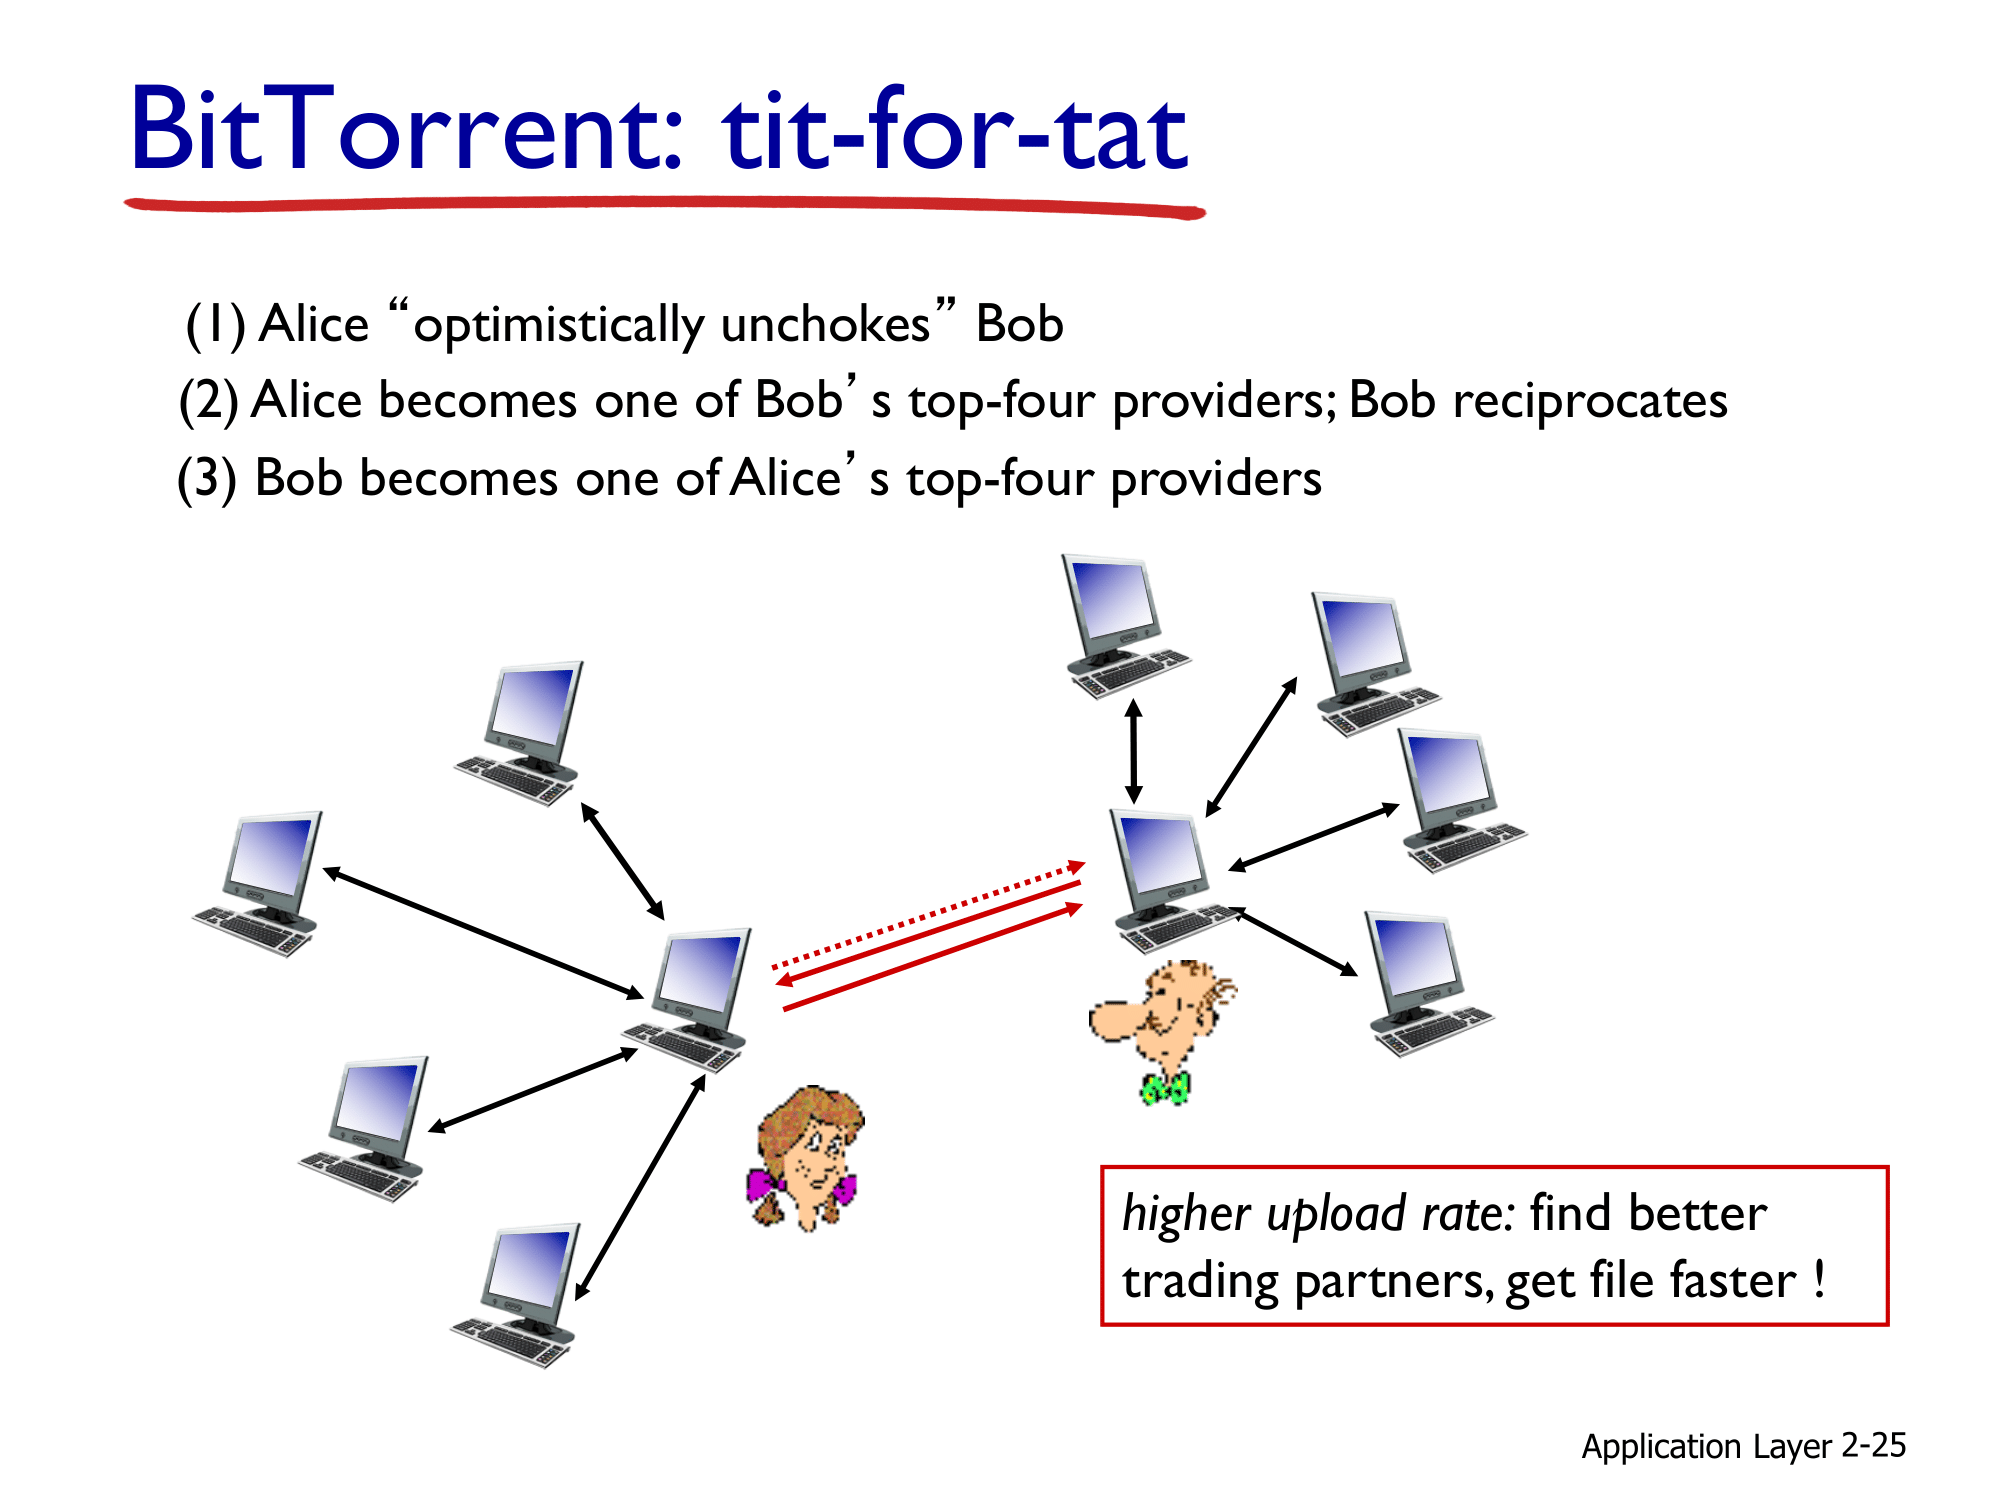 BitTorrent: tit-for-tat
(1) Alice “optimistically unchokes” Bob
(2) Alice becomes one of Bob’s top-four providers; Bob reciprocates
(3) Bob becomes one of Alice’s top-four providers
higher upload rate: find better
trading partners, get file faster !
Application Layer 2-25